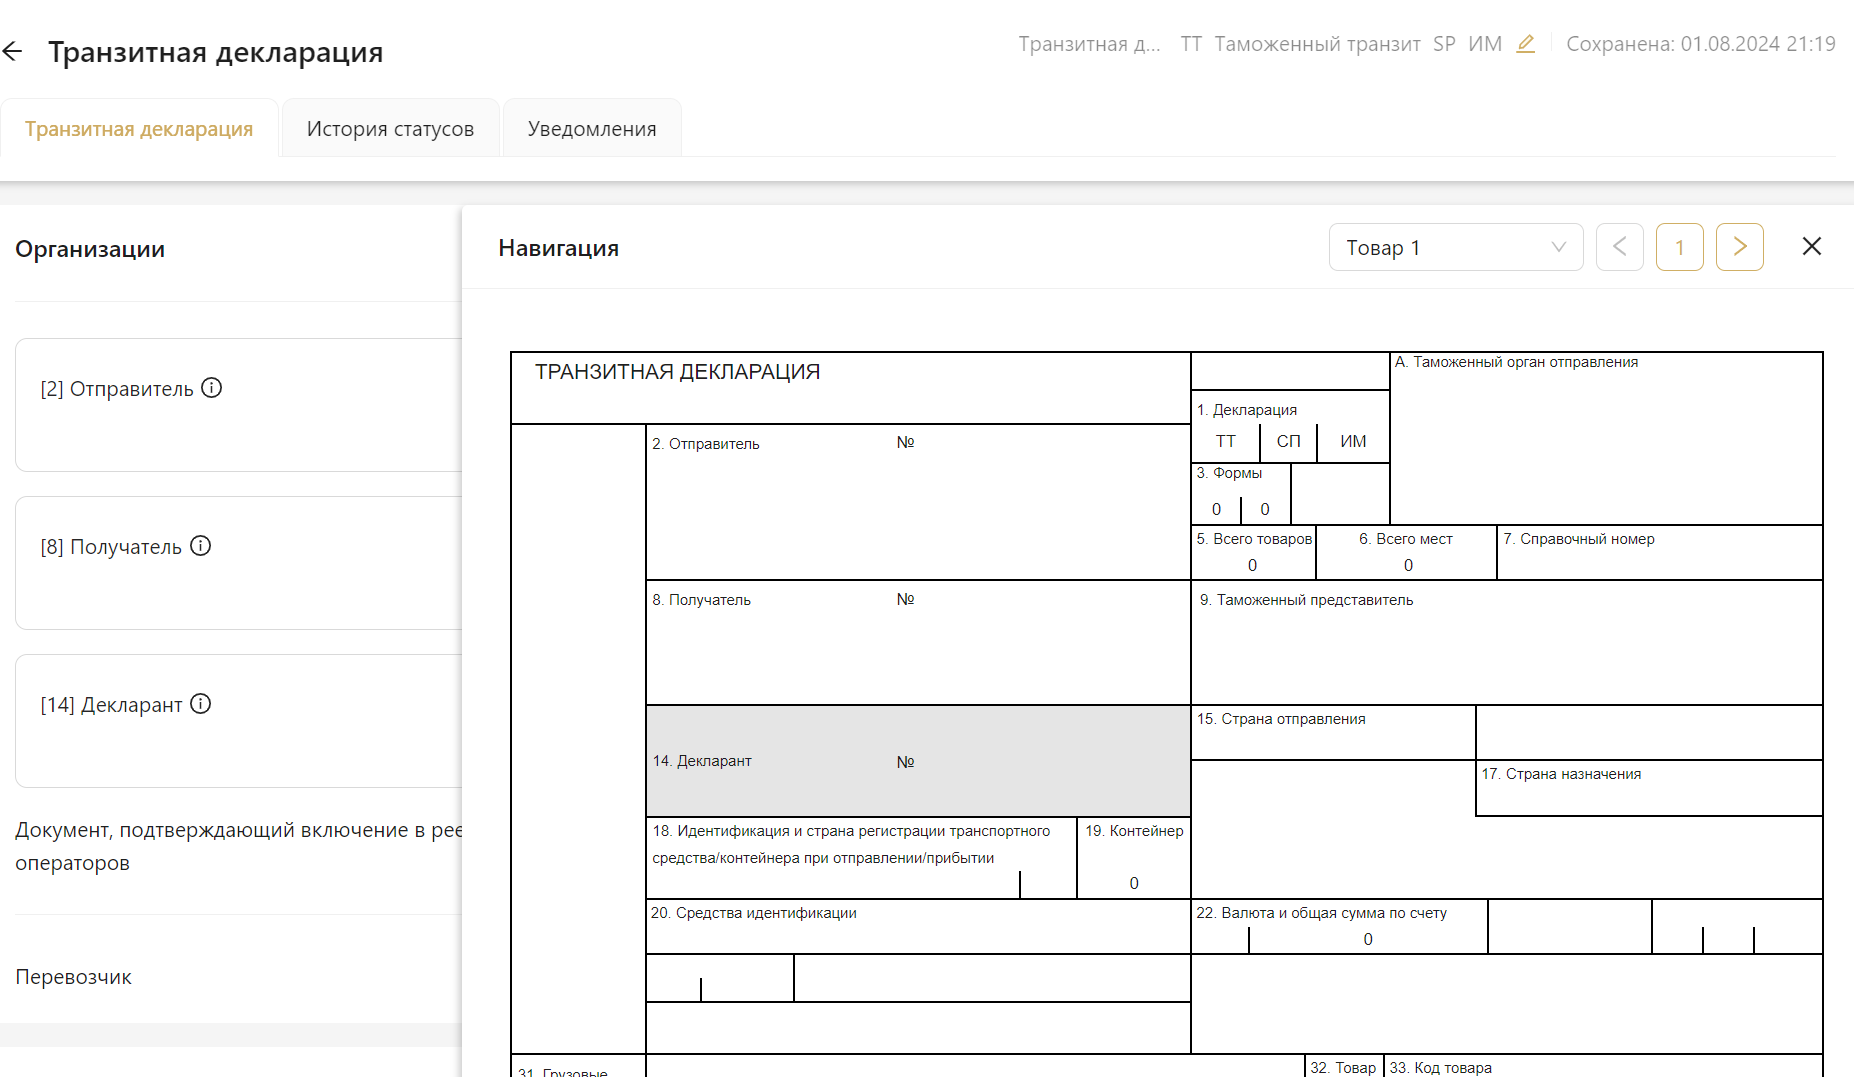 Транзитная декларация
Транзитная д... ТТ Таможенный транзит SP ИМ Сохранена: 01.08.2024 21:19
Транзитная декларация История статусов Уведомления
Организации
[2] Отправитель
[8] Получатель
[14] Декларант
Документ, подтверждающий включение в рее
операторов
Перевозчик
Навигация
Товар 1
1
ТРАНЗИТНАЯ ДЕКЛАРАЦИЯ
А. Таможенный орган отправления
1. Декларация
ТТ СП ИМ
2. Отправитель №
3. Формы
0 0
5. Всего товаров
0
6. Всего мест
0
7. Справочный номер
8. Получатель №
9. Таможенный представитель
14. Декларант №
15. Страна отправления
17. Страна назначения
18. Идентификация и страна регистрации транспортного
средства/контейнера при отправлении/прибытии
19. Контейнер
0
20. Средства идентификации
22. Валюта и общая сумма по счету
0
31. Грузовые
32. Товар
33. Код товара